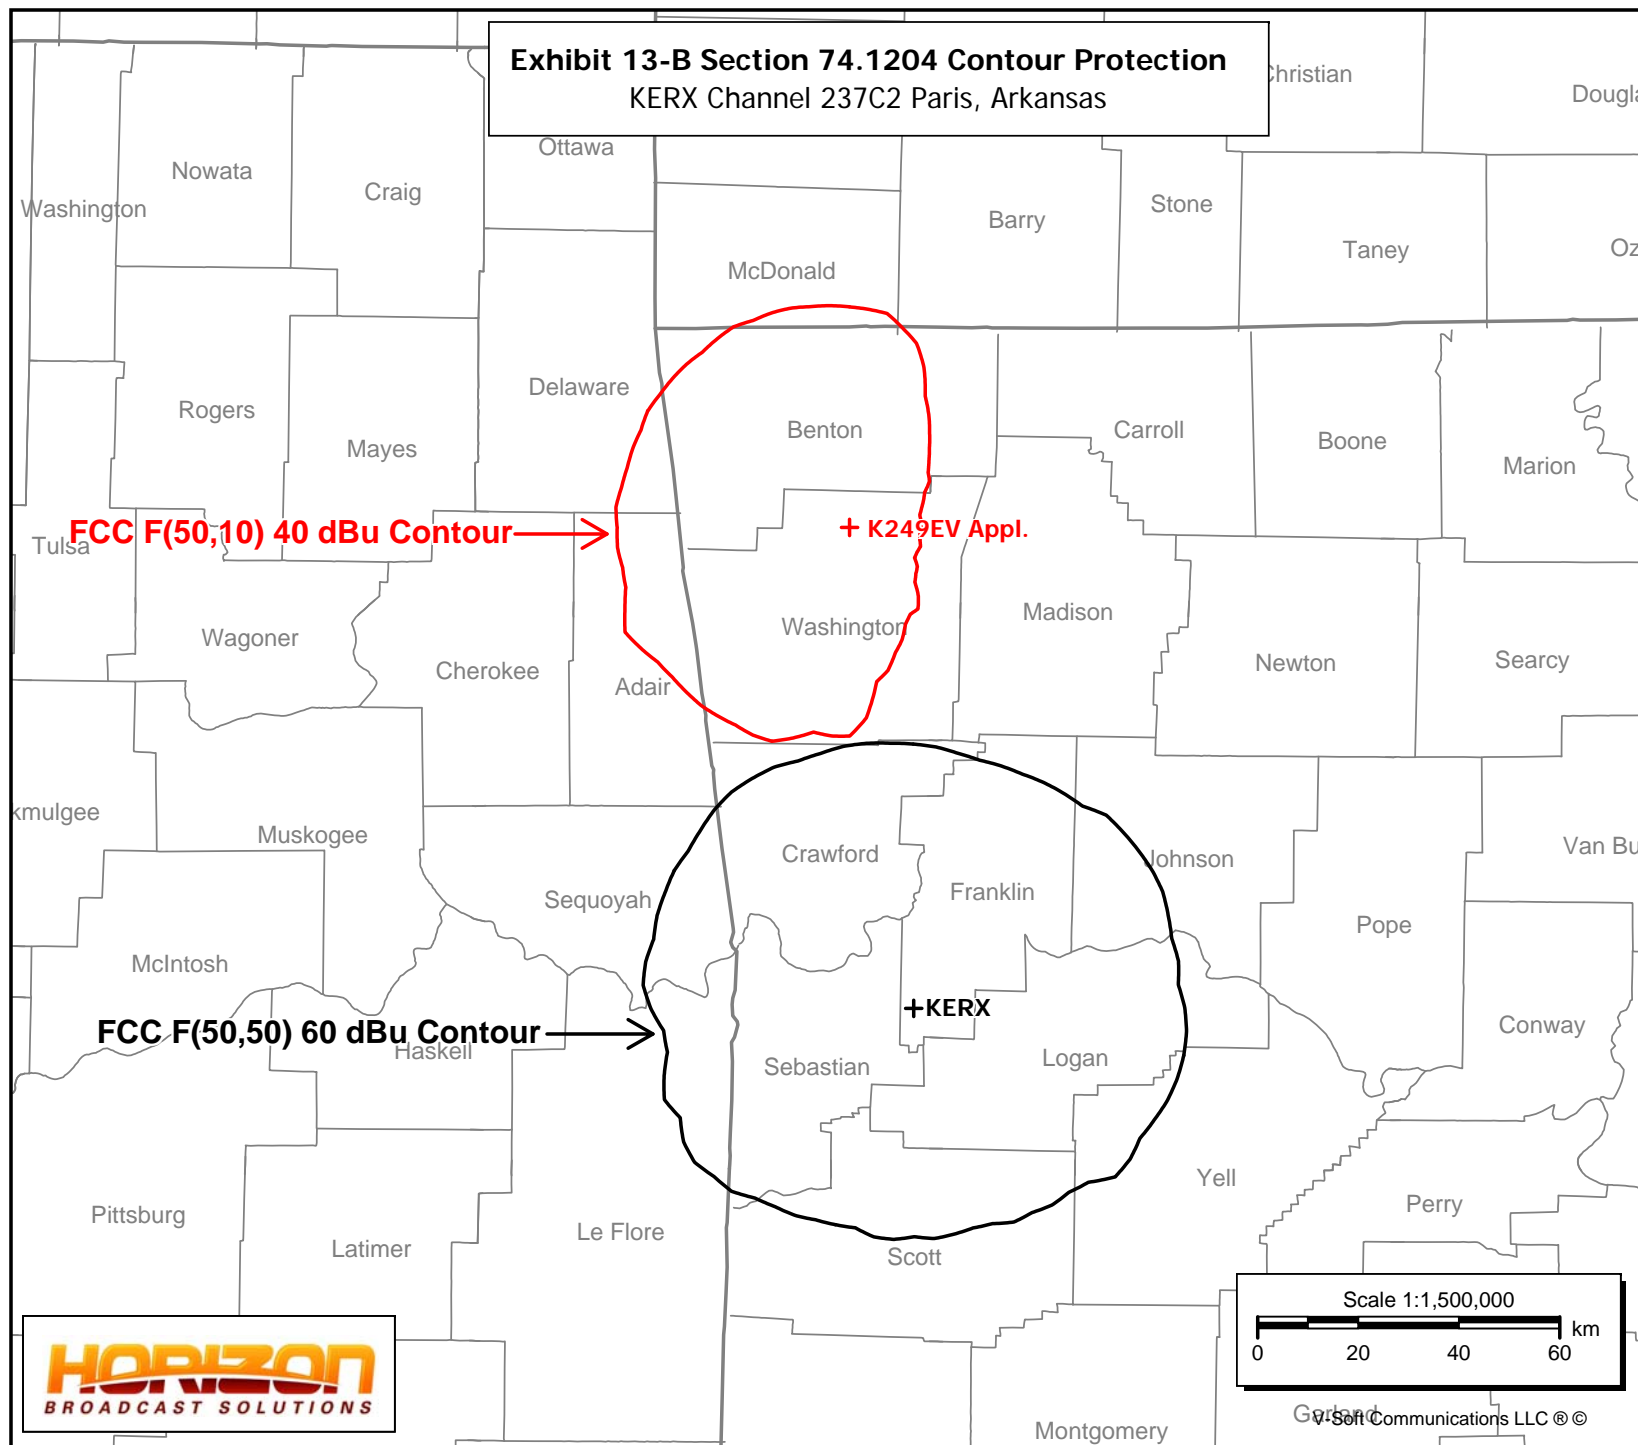 Exhibit 13-B Section 74.1204 Contour Protection
KERX Channel 237C2 Paris, Arkansas
Christian
Dougla
Ottawa
Nowata
Craig
Washington
Stone
Barry
Taney
Oz
McDonald
Delaware
Rogers
Benton
Carroll
Boone
Mayes
Marion
FCC F(50,10) 40 dBu Contour
K249EV Appl.
Tulsa
Madison
Washington
Wagoner
Newton
Searcy
Cherokee
Adair
kmulgee
Muskogee
Crawford
Johnson
Van Bu
Franklin
Sequoyah
Pope
McIntosh
KERX
FCC F(50,50) 60 dBu Contour
Conway
Haskell
Logan
Sebastian
Yell
Perry
Pittsburg
Le Flore
Latimer
Scott
Scale 1:1,500,000
km
0 20 40 60
HORIZON
BROADCAST SOLUTIONS
Garland
V-Soft Communications LLC ® ©
Montgomery